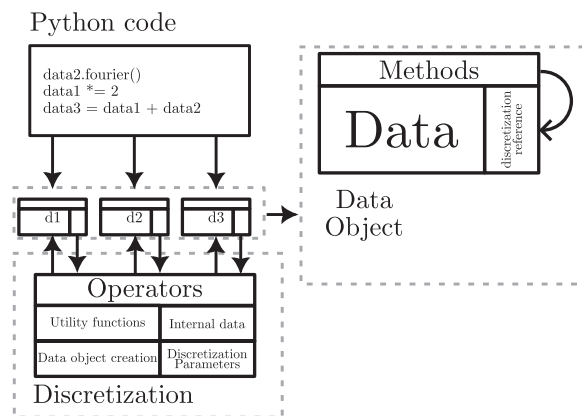 Python code
data2.fourier()
data1 *= 2
data3 = data1 + data2
d1
d2
d3
Operators
Utility functions
Internal data
Data object creation
Discretization
Parameters
Discretization
Methods
Data
discretization
reference
Data
Object